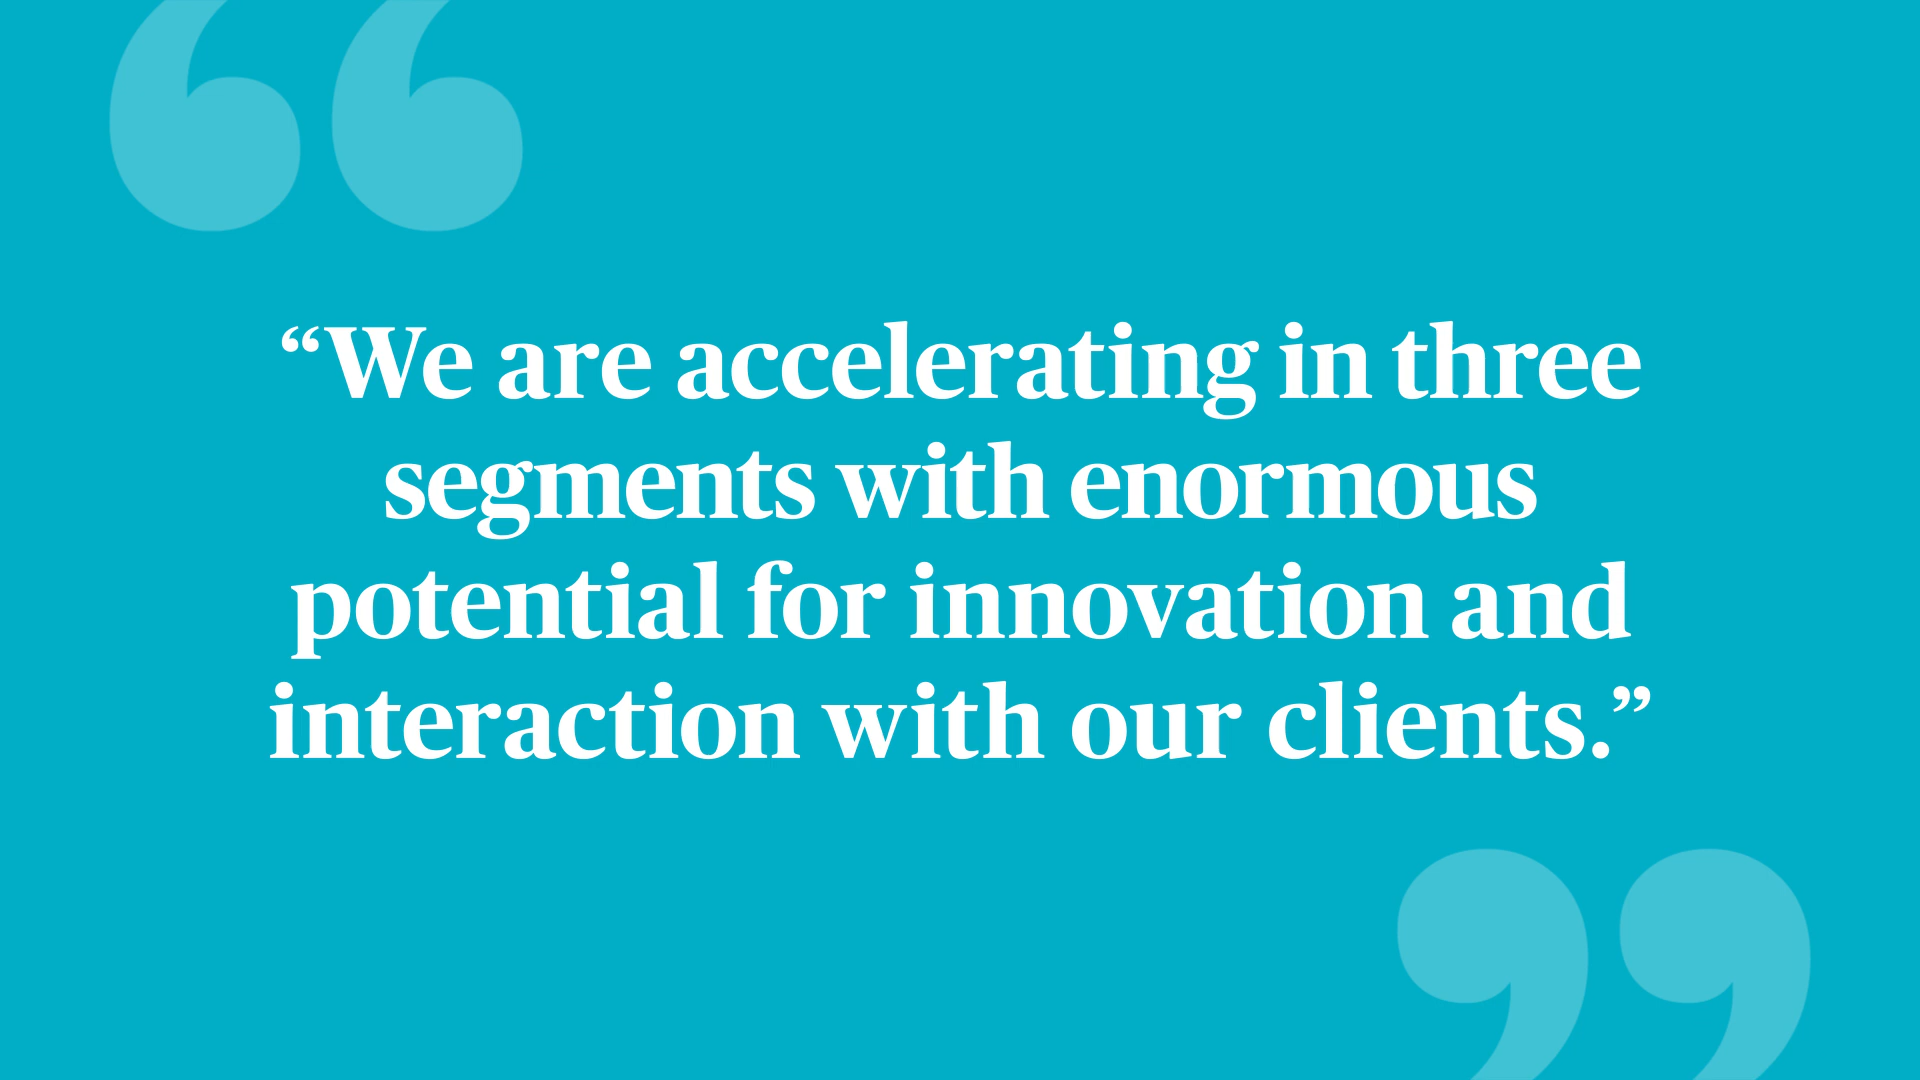 “We are accelerating in three
segments with enormous
potential for innovation and
interaction with our clients.”